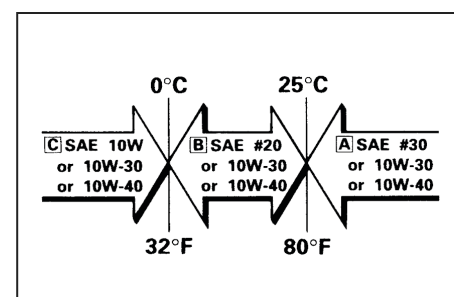 0°C 25°C
C SAE 10W B SAE #20 A SAE #30
or 10W-30 or 10W-30 or 10W-30
or 10W-40 or 10W-40 or 10W-40
32°F 80°F